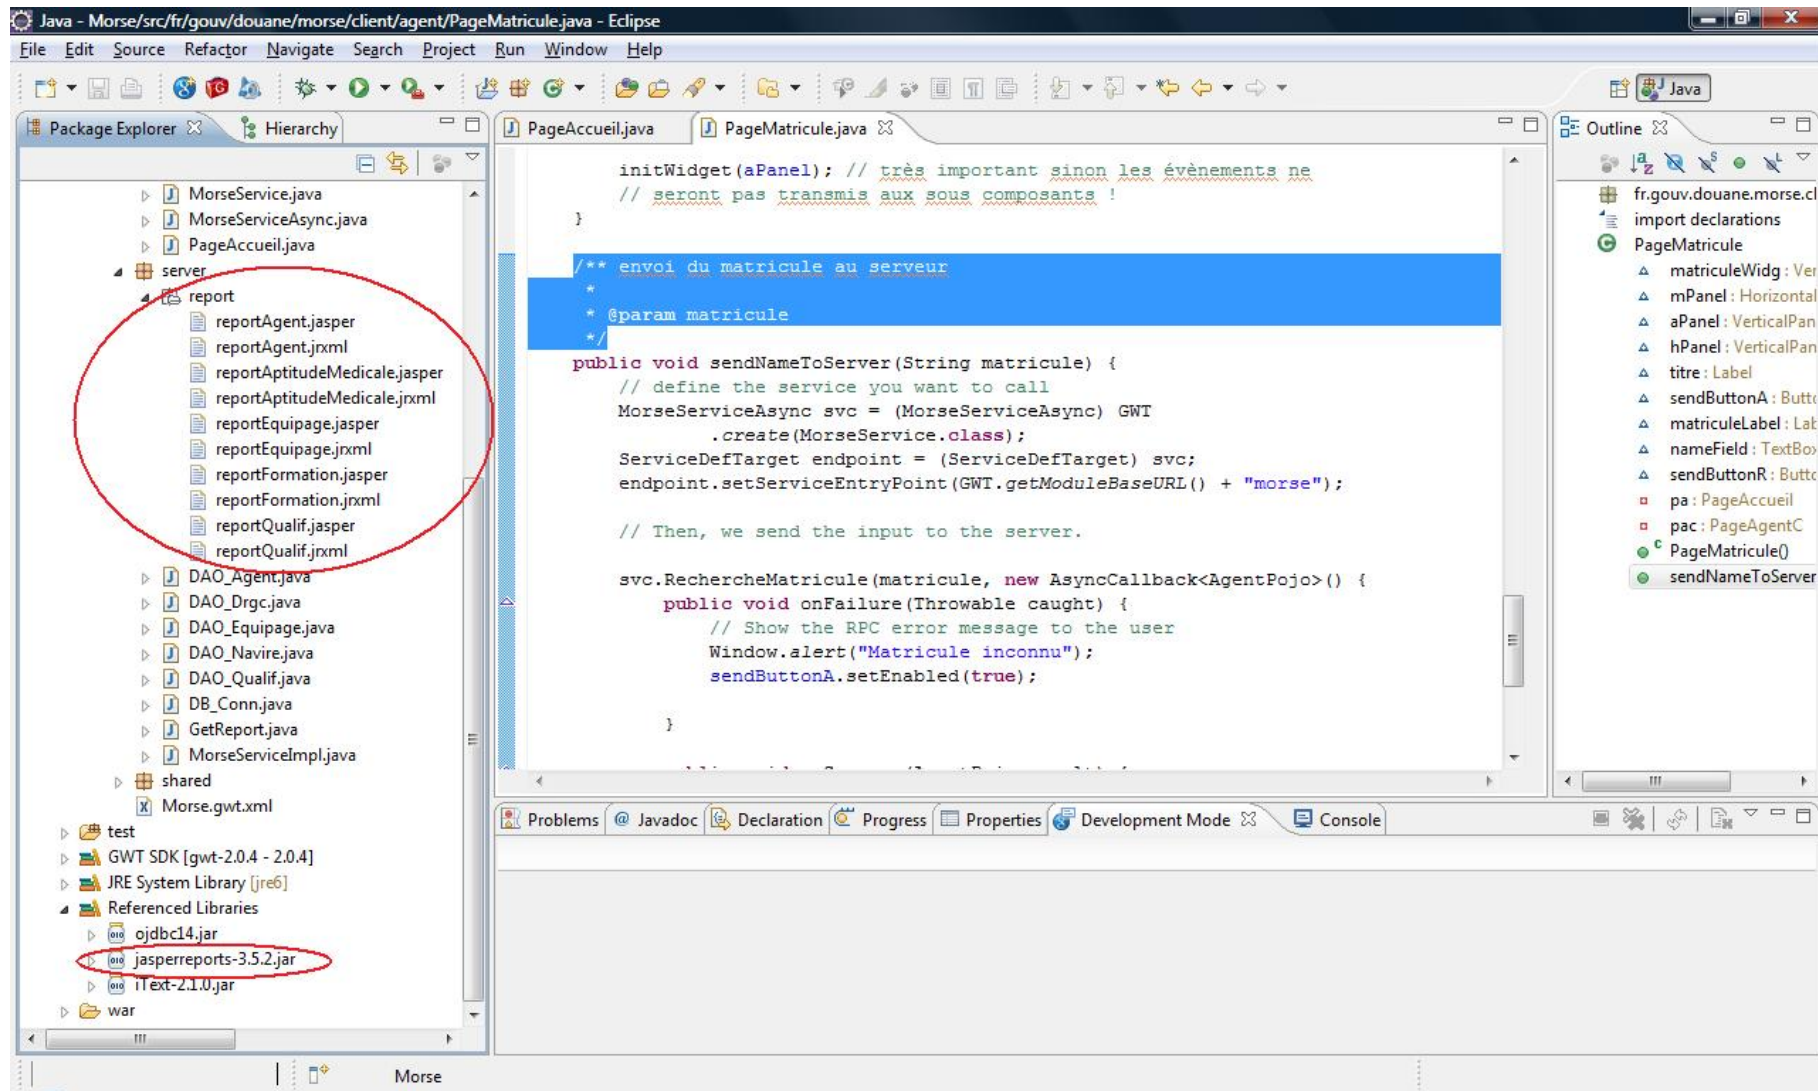 Java - Morse/src/fr/gouv/douane/morse/client/agent/PageMatricule.java - Eclipse
File Edit Source Refactor Navigate Search Project Run Window Help
Java
Package Explorer Hierarchy
MorseService.java
MorseServiceAsync.java
PageAccueil.java
server
report
reportAgent.jasper
reportAgent.jrxml
reportAptitudeMedicale.jasper
reportAptitudeMedicale.jrxml
reportEquipage.jasper
reportEquipage.jrxml
reportFormation.jasper
reportFormation.jrxml
reportQualif.jasper
reportQualif.jrxml
DAO_Agent.java
DAO_Drgc.java
DAO_Equipage.java
DAO_Navire.java
DAO_Qualif.java
DB_Conn.java
GetReport.java
MorseServiceImpl.java
shared
Morse.gwt.xml
test
GWT SDK [gwt-2.0.4 - 2.0.4]
JRE System Library [jre6]
Referenced Libraries
ojdbc14.jar
jasperreports-3.5.2.jar
iText-2.1.0.jar
war
PageAccueil.java PageMatricule.java
initWidget(aPanel); // très important sinon les évènements ne
// seront pas transmis aux sous composants !
}
/** envoi du matricule au serveur
*
* @param matricule
*/
public void sendNameToServer(String matricule) {
// define the service you want to call
MorseServiceAsync svc = (MorseServiceAsync) GWT
.create(MorseService.class);
ServiceDefTarget endpoint = (ServiceDefTarget) svc;
endpoint.setServiceEntryPoint(GWT.getModuleBaseURL() + "morse");
// Then, we send the input to the server.
svc.RechercheMatricule(matricule, new AsyncCallback<AgentPojo>() {
public void onFailure(Throwable caught) {
// Show the RPC error message to the user
Window.alert("Matricule inconnu");
sendButtonA.setEnabled(true);
}
Outline
fr.gouv.douane.morse.cl
import declarations
PageMatricule
matriculeWidg : Ver
mPanel : Horizontal
aPanel : VerticalPan
hPanel : VerticalPan
titre : Label
sendButtonA : Butto
matriculeLabel : Lab
nameField : TextBox
sendButtonR : Butto
pa : PageAccueil
pac : PageAgentC
PageMatricule()
sendNameToServer
Problems @ Javadoc Declaration Progress Properties Development Mode Console
Morse